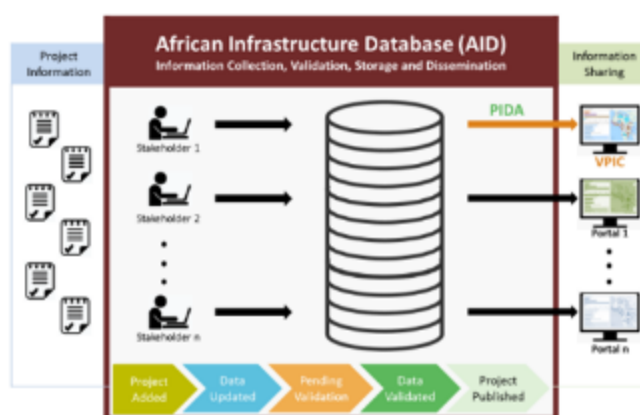 African Infrastructure Database (AID)
Information Collection, Validation, Storage and Dissemination
Project
Information
Information
Sharing
Stakeholder 1
PIDA
VPIC
Stakeholder 2
Portal 1
Stakeholder n
Portal n
Project
Added
Data
Updated
Pending
Validation
Data
Validated
Project
Published